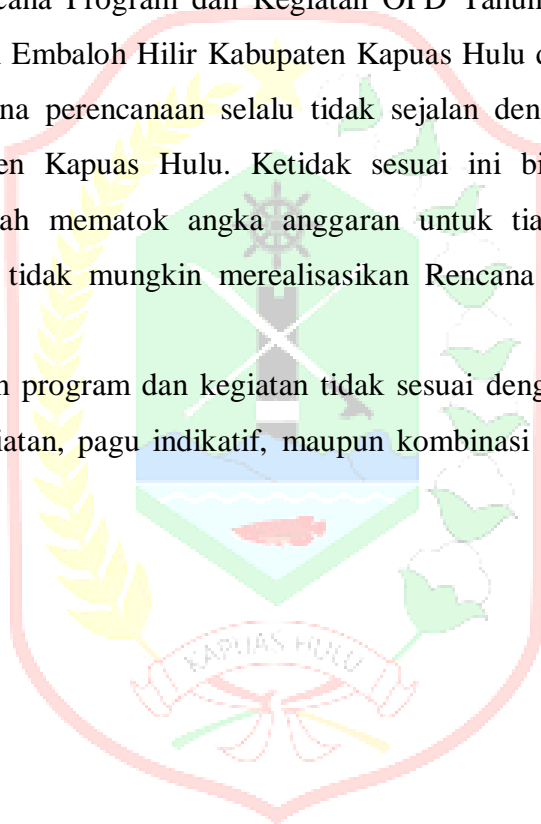 cana Program dan Kegiatan OPD Tahun
Embaloh Hilir Kabupaten Kapuas Hulu d
na perencanaan selalu tidak sejalan den
en Kapuas Hulu. Ketidak sesuai ini bi
ah mematok angka anggaran untuk tia
tidak mungkin merealisasikan Rencana
n program dan kegiatan tidak sesuai deng
giatan, pagu indikatif, maupun kombinasi
KAPUAS HULU